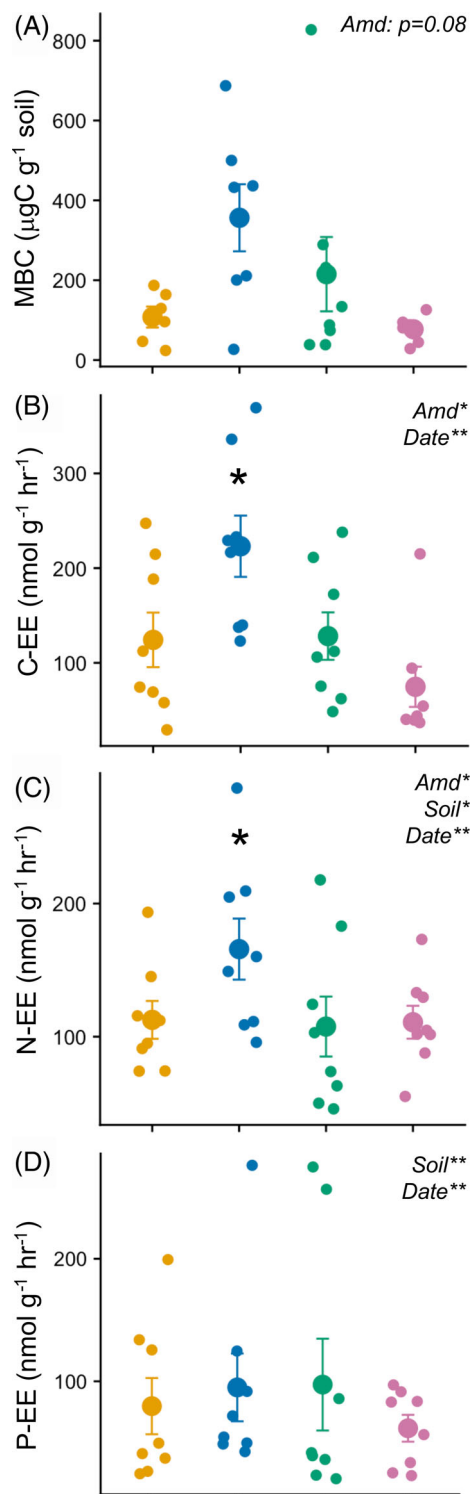 (A)
Amd: p=0.08
MBC (μgC g⁻¹ soil)
800
600
400
200
0
(B)
Amd*
Date**
C-EE (nmol g⁻¹ hr⁻¹)
300
*
200
100
(C)
Amd*
Soil*
Date**
N-EE (nmol g⁻¹ hr⁻¹)
*
200
100
(D)
Soil**
Date**
P-EE (nmol g⁻¹ hr⁻¹)
200
100